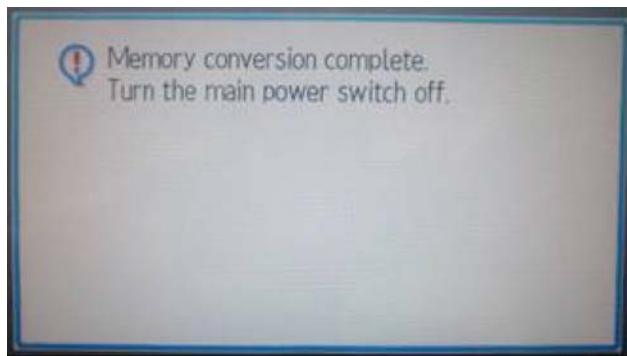 Memory conversion complete.
Turn the main power switch off.